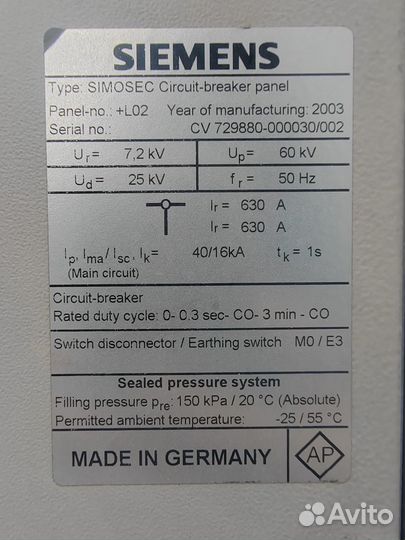 SIEMENS
Type: SIMOSEC Circuit-breaker panel
Panel-no.: +L02 Year of manufacturing: 2003
Serial no.: CV 729880-000030/002
Ur= 7,2 kV Up= 60 kV
Ud= 25 kV fr= 50 Hz
Ir= 630 A
Ir= 630 A
Ip, Ima/ Isc, Ik= 40/16kA tk= 1s
(Main circuit)
Circuit-breaker
Rated duty cycle: 0- 0.3 sec- CO- 3 min - CO
Switch disconnector / Earthing switch M0 / E3
Sealed pressure system
Filling pressure pre: 150 kPa / 20 °C (Absolute)
Permitted ambient temperature: -25 / 55 °C
MADE IN GERMANY AP
Avito